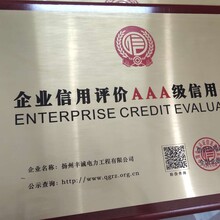 企业信用评价AAA级信用
ENTERPRISE CREDIT EVALUA
企业名称：扬州丰诚电力工程有限公司
公示查询：http://www.qgrz.org.cn